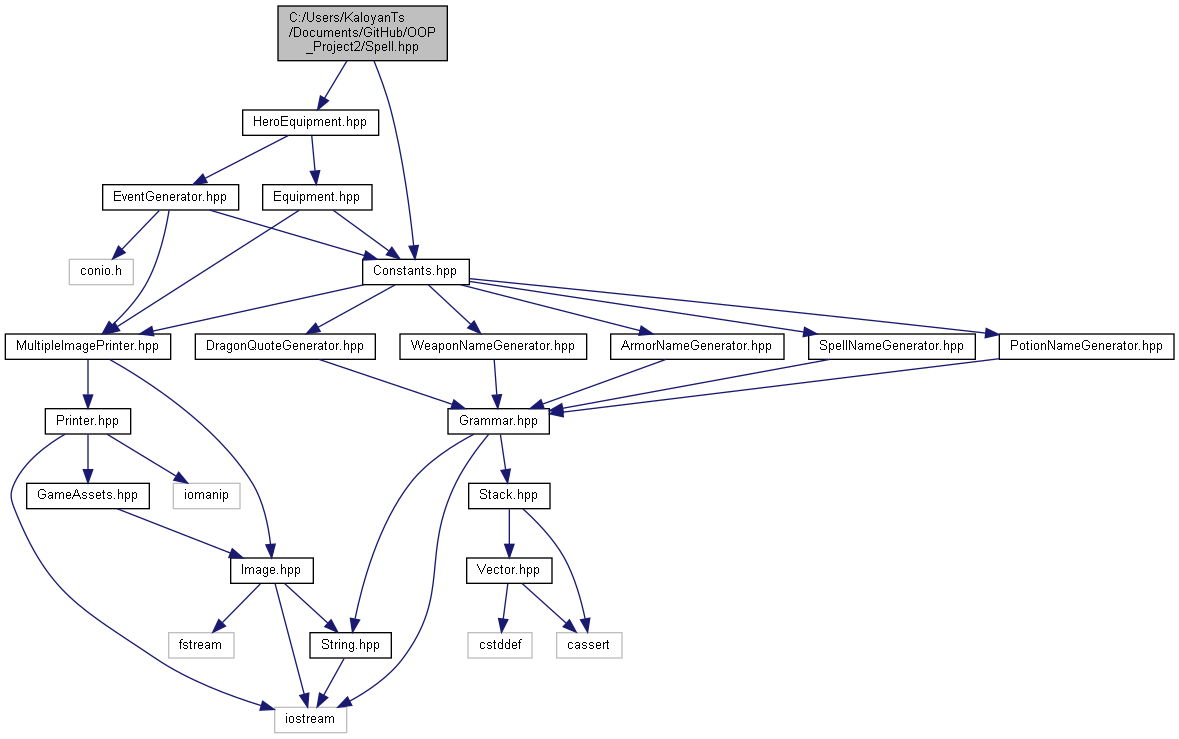 C:/Users/KaloyanTs
/Documents/GitHub/OOP
_Project2/Spell.hpp
HeroEquipment.hpp
EventGenerator.hpp
Equipment.hpp
conio.h
Constants.hpp
MultipleImagePrinter.hpp
DragonQuoteGenerator.hpp
WeaponNameGenerator.hpp
ArmorNameGenerator.hpp
SpellNameGenerator.hpp
PotionNameGenerator.hpp
Printer.hpp
Grammar.hpp
GameAssets.hpp
iomanip
Stack.hpp
Image.hpp
Vector.hpp
fstream
String.hpp
cstddef
cassert
iostream